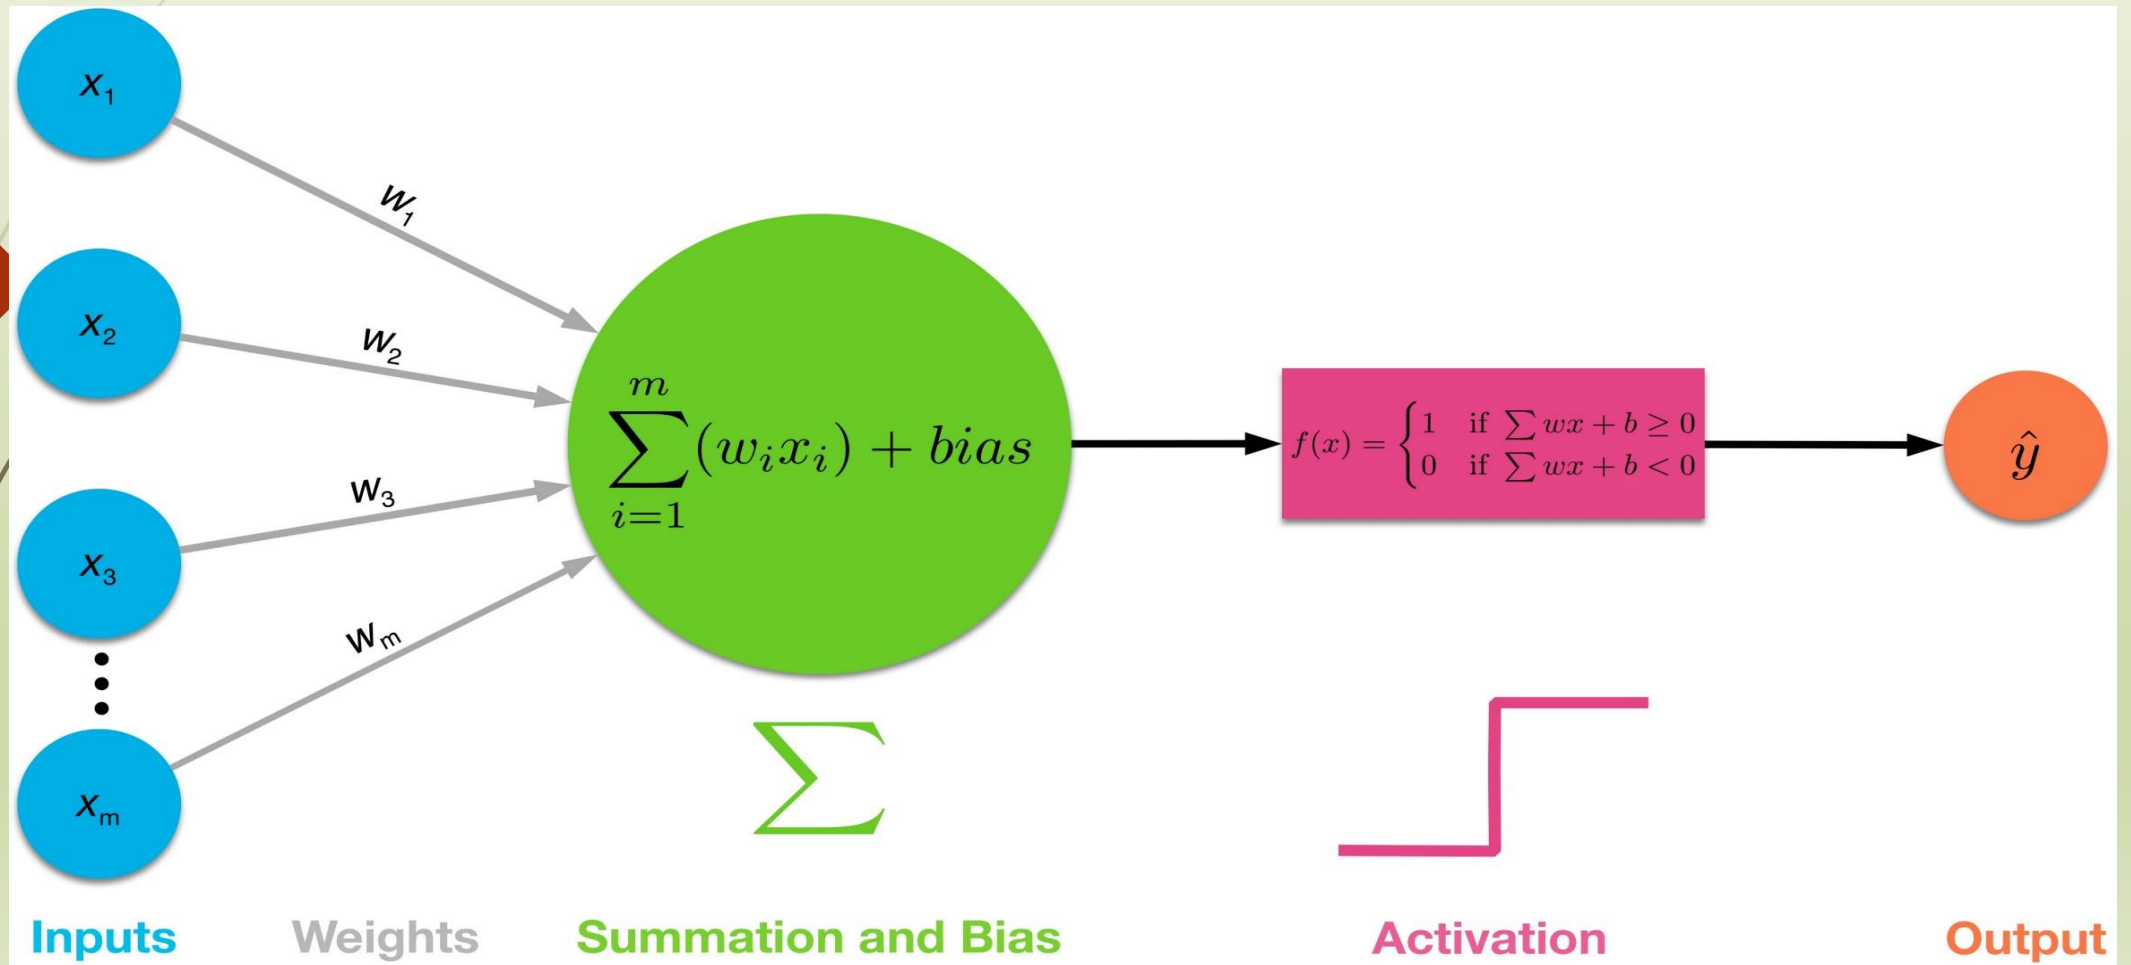 x₁
w₁
x₂
w₂
x₃
w₃
xₘ
wₘ
m
∑(wᵢxᵢ) + bias
i=1
f(x) = {1 if ∑ wx + b ≥ 0
0 if ∑ wx + b < 0
ŷ
∑
Inputs
Weights
Summation and Bias
Activation
Output